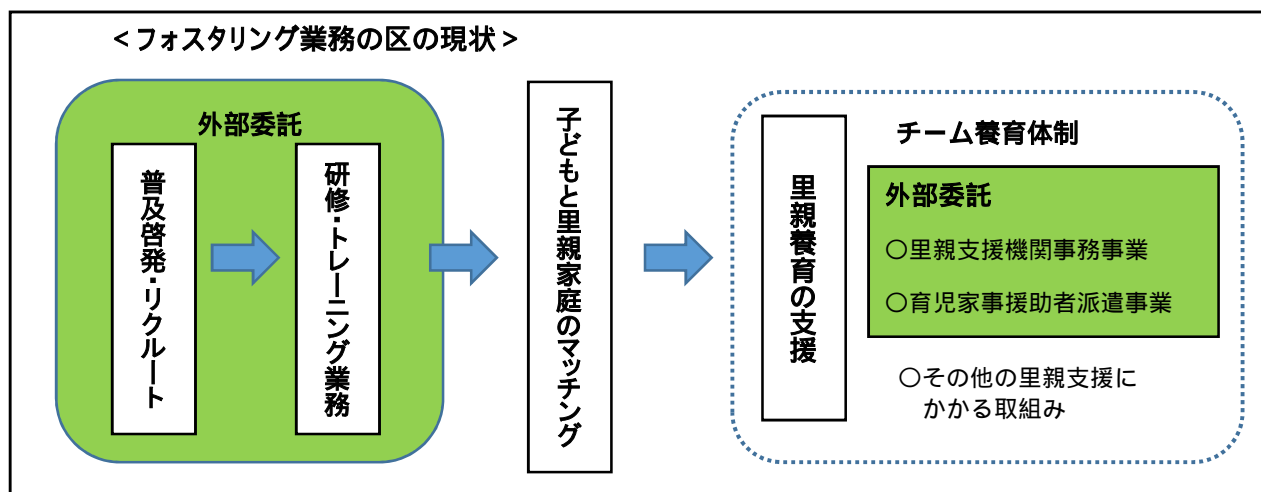 <フォスタリング業務の区の現状>
外部委託
普及啓発・リクルート
研修・トレーニング業務
子どもと里親家庭のマッチング
里親養育の支援
チーム養育体制
外部委託
〇里親支援機関事務事業
〇育児家事援助者派遣事業
〇その他の里親支援に
かかる取組み